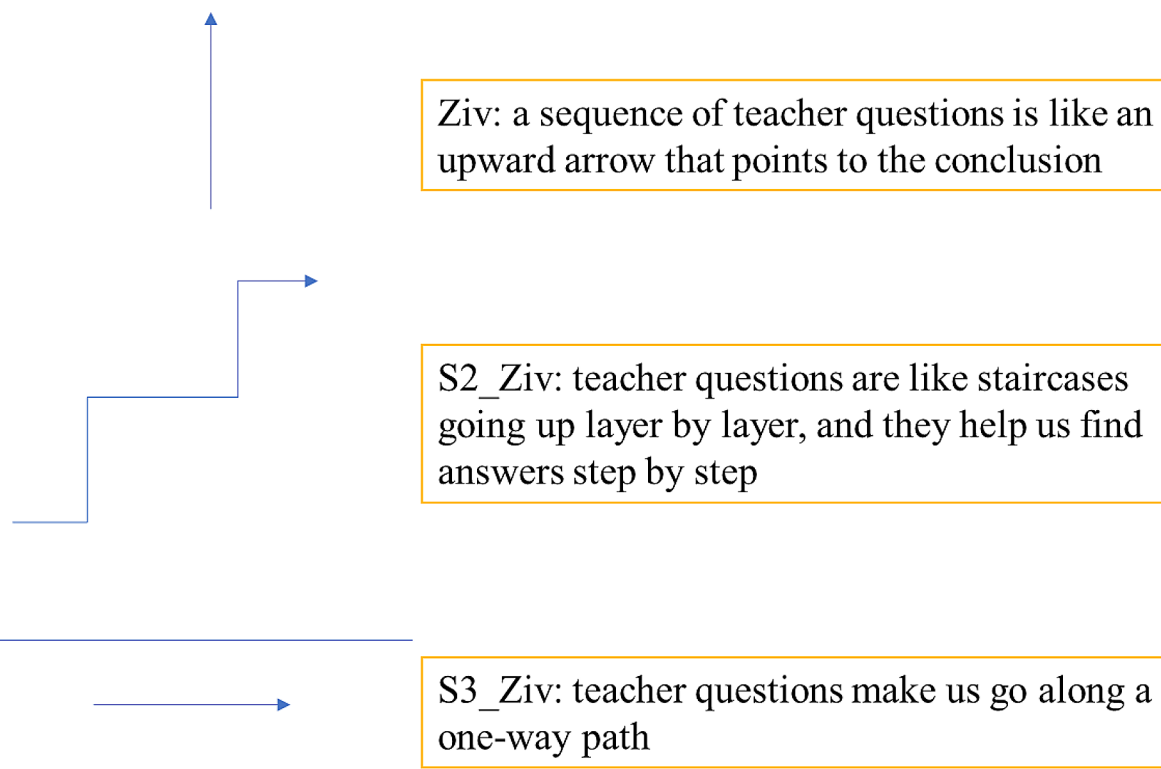 Ziv: a sequence of teacher questions is like an
upward arrow that points to the conclusion
S2_Ziv: teacher questions are like staircases
going up layer by layer, and they help us find
answers step by step
S3_Ziv: teacher questions make us go along a
one-way path